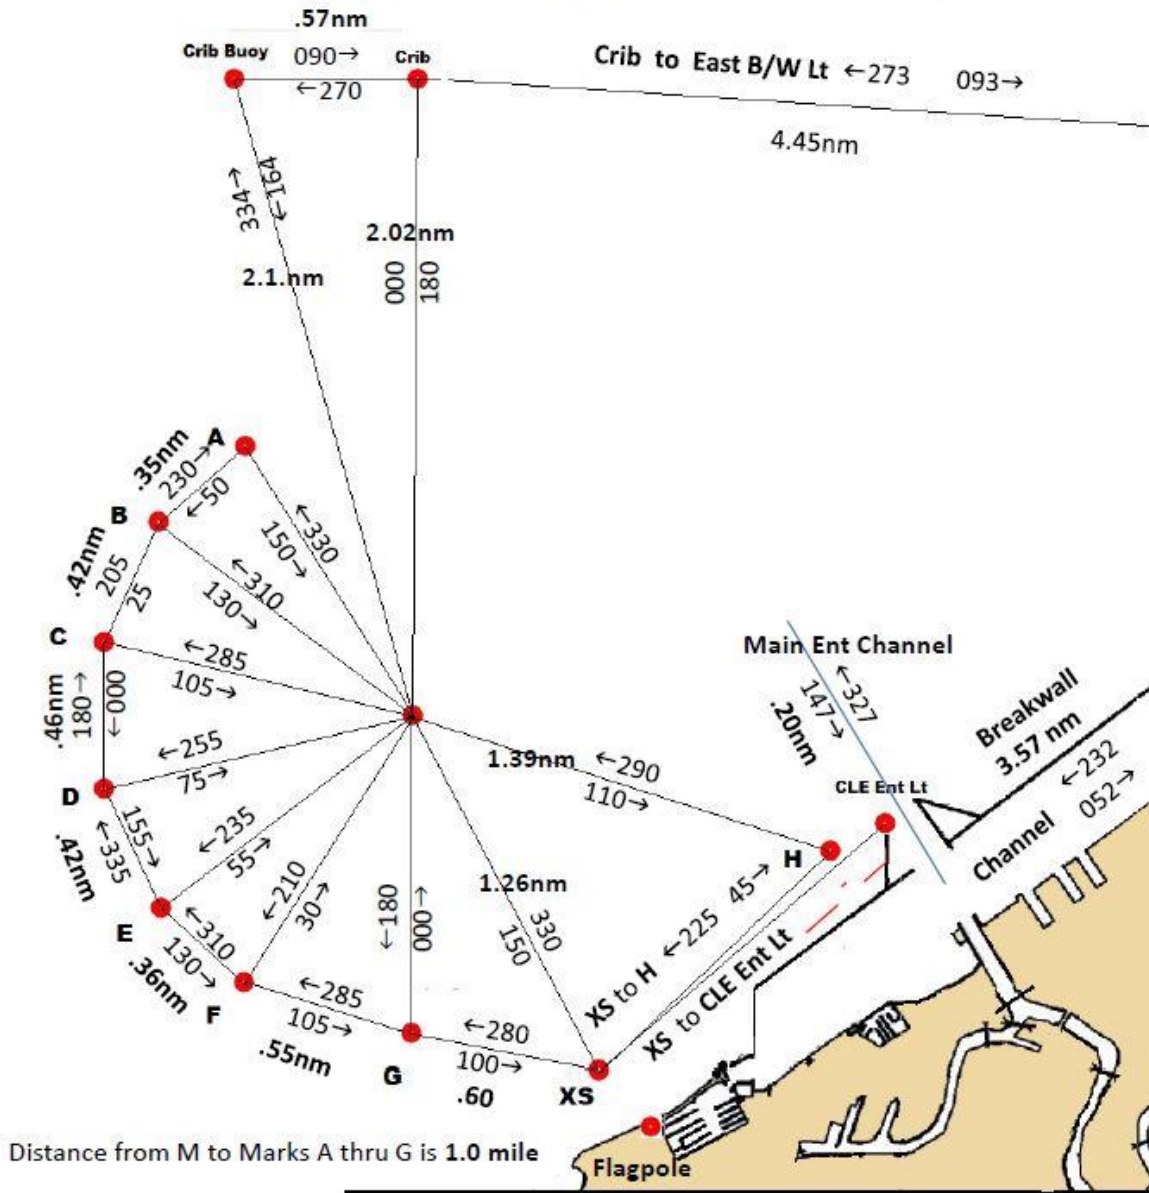 .57nm
Crib Buoy
090→
Crib
←270
Crib to East B/W Lt ←273 093→
4.45nm
334→
←164
2.02nm
2.1.nm
000
180
A
.35nm
230→
←50
B
.42nm
205
25
←330
150→
←310
130→
C
←285
105→
.46nm
180→
←000
←255
75→
D
155→
←335
.42nm
←235
55→
E
←310
130→
.36nm
←210
30→
F
←285
105→
.55nm
←180
000→
G
←280
100→
.60
1.39nm
←290
110→
1.26nm
330
150
XS
H
XS to H ←225 45→
XS to CLE Ent Lt
Main Ent Channel
←327
147→
.20nm
CLE Ent Lt
Breakwall
3.57 nm
Channel
←232
052→
Flagpole
Distance from M to Marks A thru G is 1.0 mile